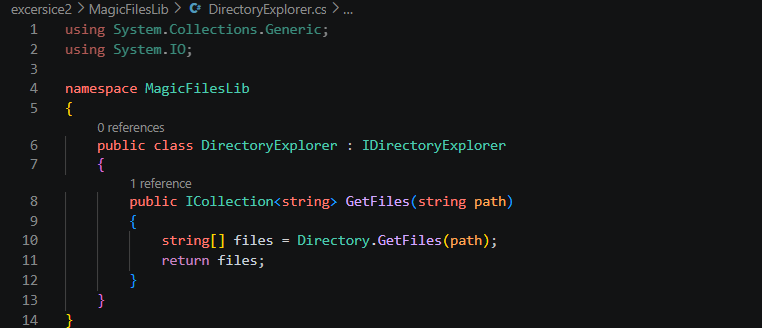 excersice2 > MagicFilesLib > DirectoryExplorer.cs > ...
1 using System.Collections.Generic;
2 using System.IO;
3
4 namespace MagicFilesLib
5 {
0 references
6 public class DirectoryExplorer : IDirectoryExplorer
7 {
1 reference
8 public ICollection<string> GetFiles(string path)
9 {
10 string[] files = Directory.GetFiles(path);
11 return files;
12 }
13 }
14 }